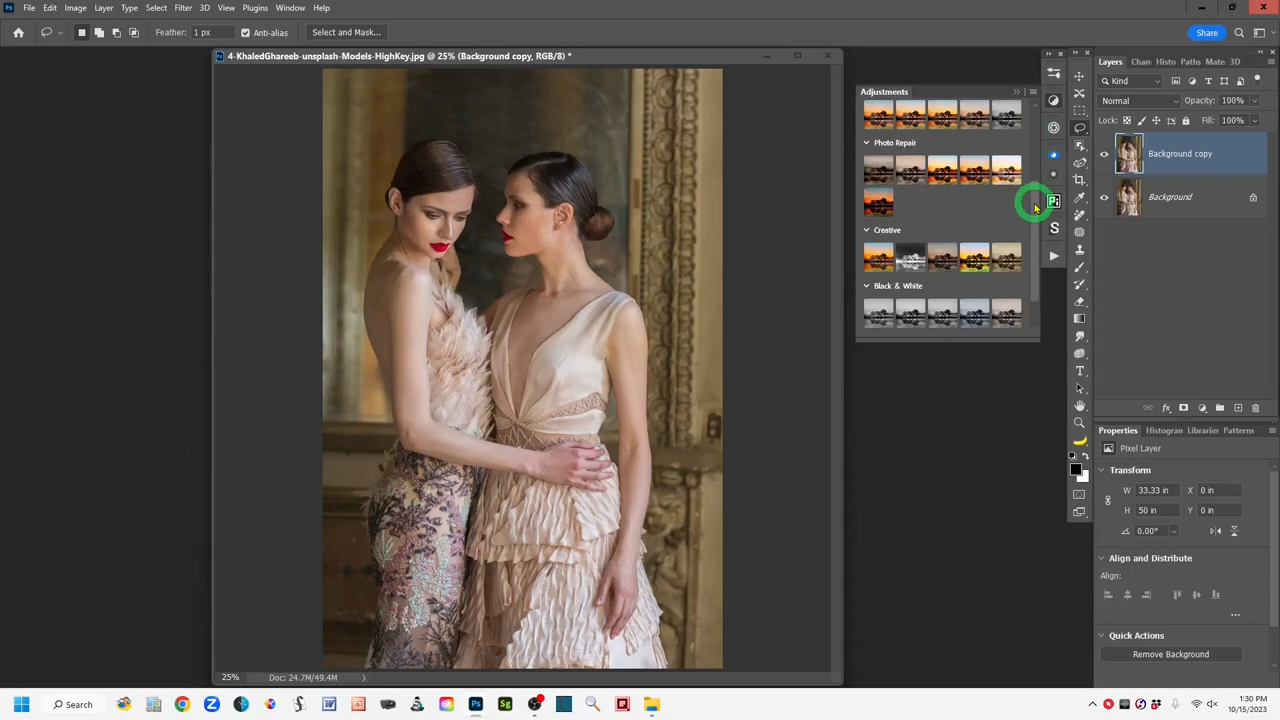 Ps File Edit Image Layer Type Select Filter 3D View Plugins Window Help
Feather: 1 px Anti-alias Select and Mask... Share
4-KhaledGhareeb-unsplash-Models-HighKey.jpg @ 25% (Background copy, RGB/8) *
Layers Chan Histo Paths Mate 3D
Kind
Adjustments
Normal Opacity: 100%
Lock: Fill: 100%
Photo Repair
Background copy
Background
Creative
S
Black & White
Properties Histogran Libraries Patterns
Pixel Layer
Transform
W 33.33 in X 0 in
H 50 in Y 0 in
0.00°
Align and Distribute
Align:
Quick Actions
Remove Background
25% Doc: 24.7M/49.4M
Search Z W Ps Sg
1:30 PM
10/15/2023